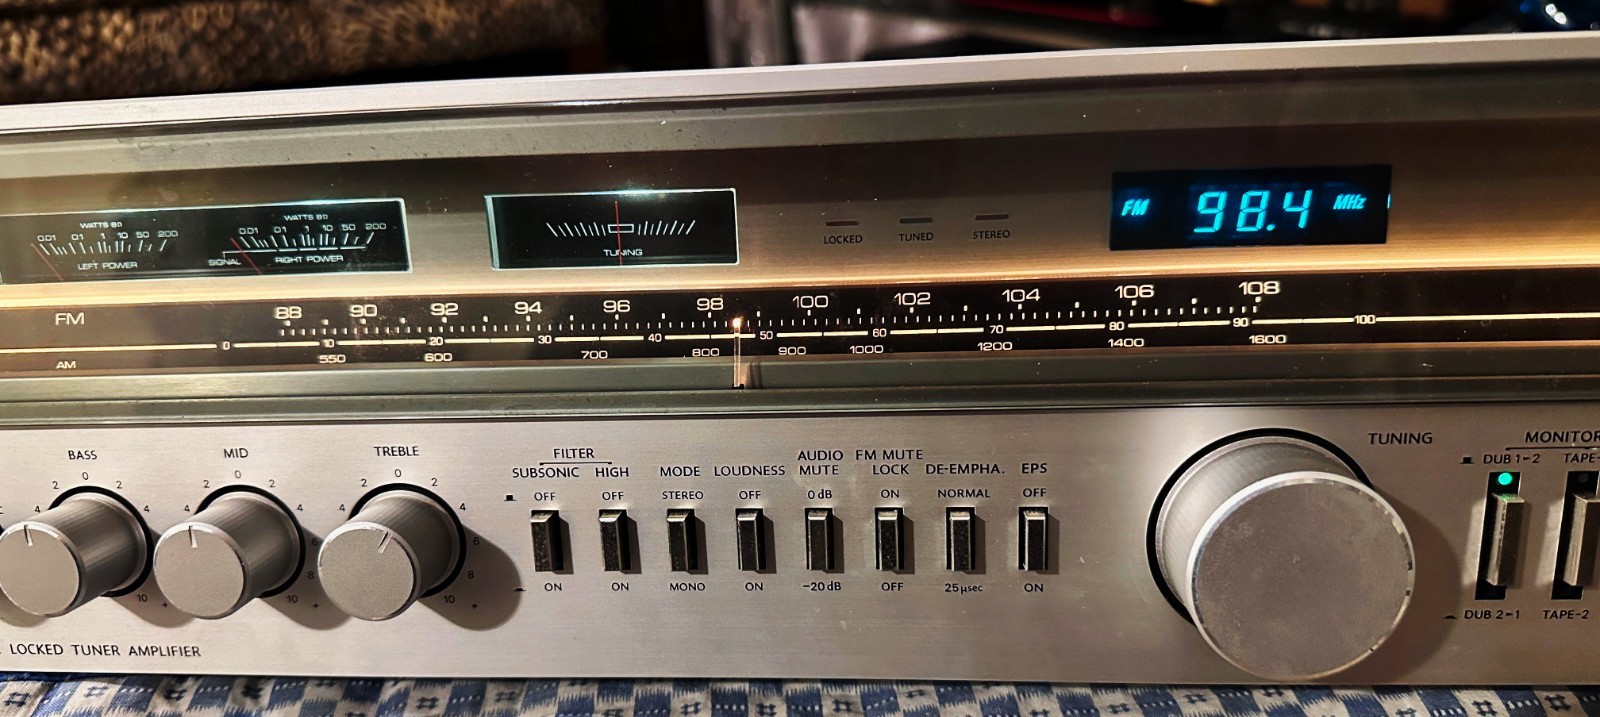 WATTS 8Ω
0.01 0.1 1 10 50 200
LEFT POWER
WATTS 8Ω
0.01 0.1 1 10 50 200
SIGNAL RIGHT POWER
TUNING
LOCKED TUNED STEREO
FM 98.4 MHz
FM 88 90 92 94 96 98 100 102 104 106 108
0 10 20 30 40 50 60 70 80 90 100
AM 550 600 700 800 900 1000 1200 1400 1600
BASS
2 0 2
4 4
10 +
MID
2 0 2
4 4
6
8
10 +
TREBLE
2 0 2
4 4
6
8
10 +
FILTER
SUBSONIC HIGH
OFF OFF
ON ON
MODE
STEREO
MONO
LOUDNESS
OFF
ON
AUDIO
MUTE
0 dB
−20 dB
FM MUTE
LOCK
ON
OFF
DE-EMPHA.
NORMAL
25 μsec
EPS
OFF
ON
TUNING
MONITOR
DUB 1►2 TAPE-
DUB 2►1 TAPE-2
LOCKED TUNER AMPLIFIER